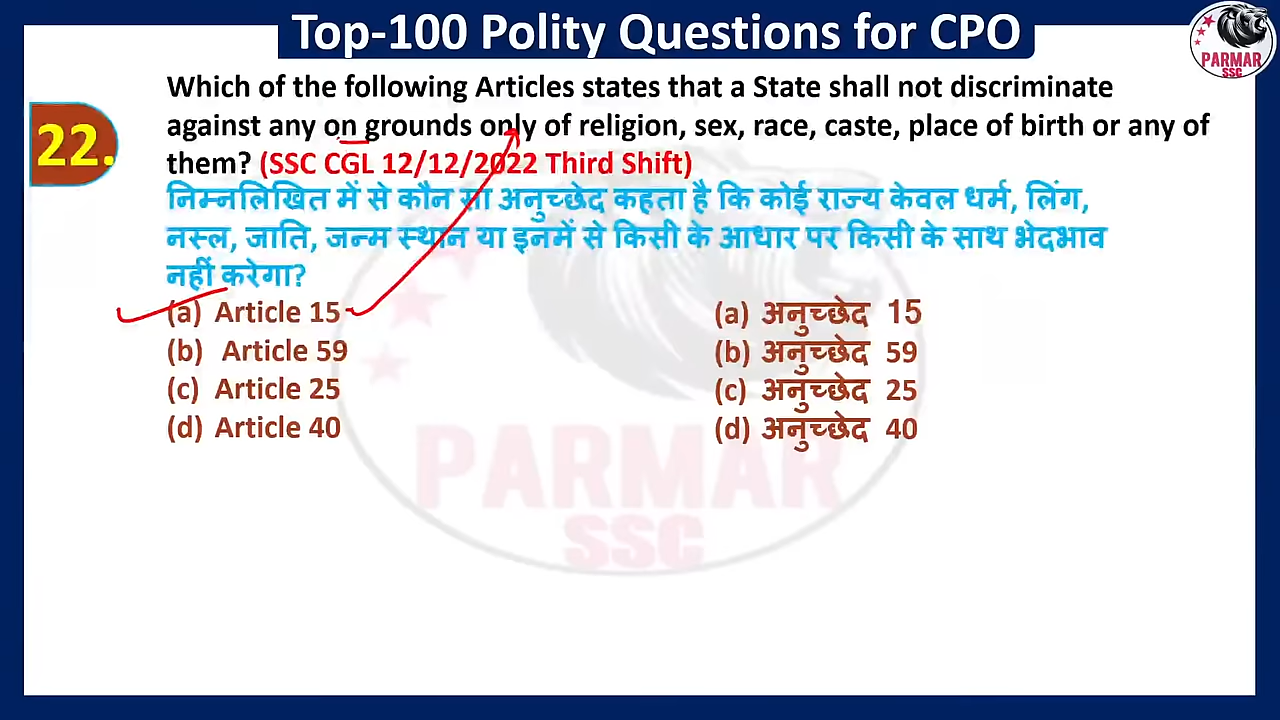 Top-100 Polity Questions for CPO
PARMAR
SSC
22.
Which of the following Articles states that a State shall not discriminate
against any on grounds only of religion, sex, race, caste, place of birth or any of
them? (SSC CGL 12/12/2022 Third Shift)
निम्नलिखित में से कौन सा अनुच्छेद कहता है कि कोई राज्य केवल धर्म, लिंग,
नस्ल, जाति, जन्म स्थान या इनमें से किसी के आधार पर किसी के साथ भेदभाव
नहीं करेगा?
(a) Article 15
(b) Article 59
(c) Article 25
(d) Article 40
(a) अनुच्छेद 15
(b) अनुच्छेद 59
(c) अनुच्छेद 25
(d) अनुच्छेद 40
PARMAR
SSC